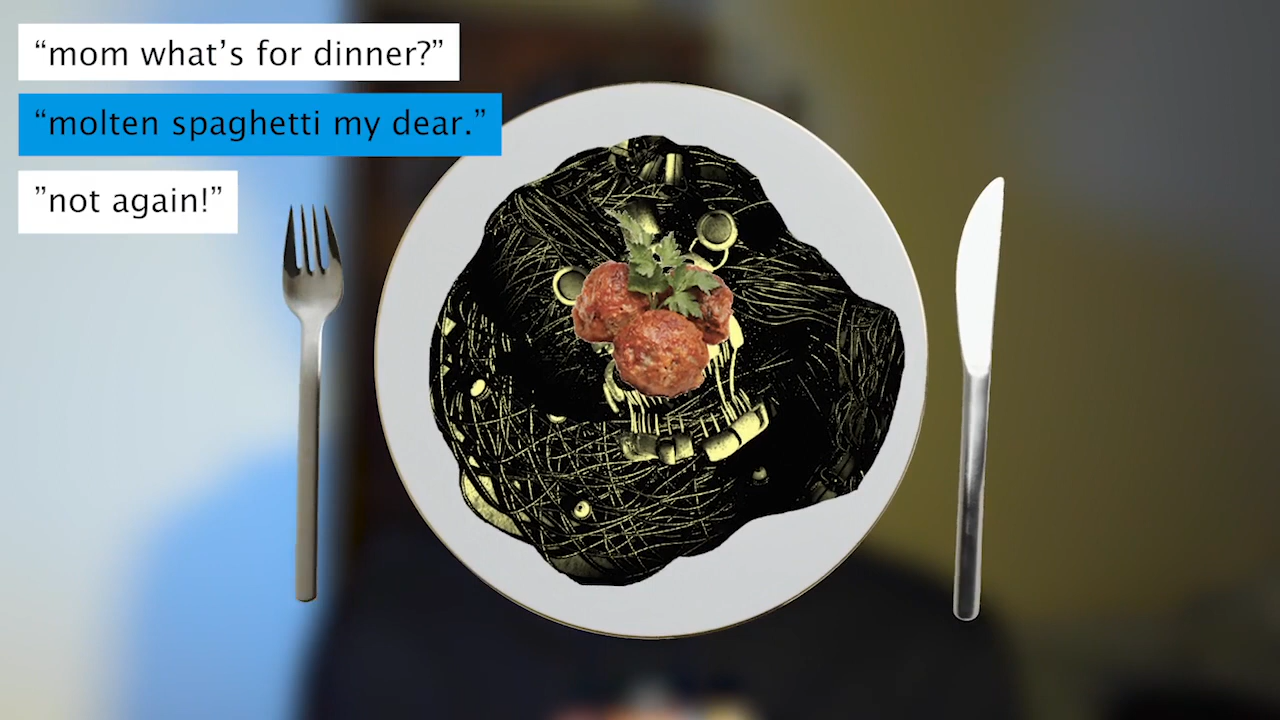 “mom what’s for dinner?”
“molten spaghetti my dear.”
”not again!”